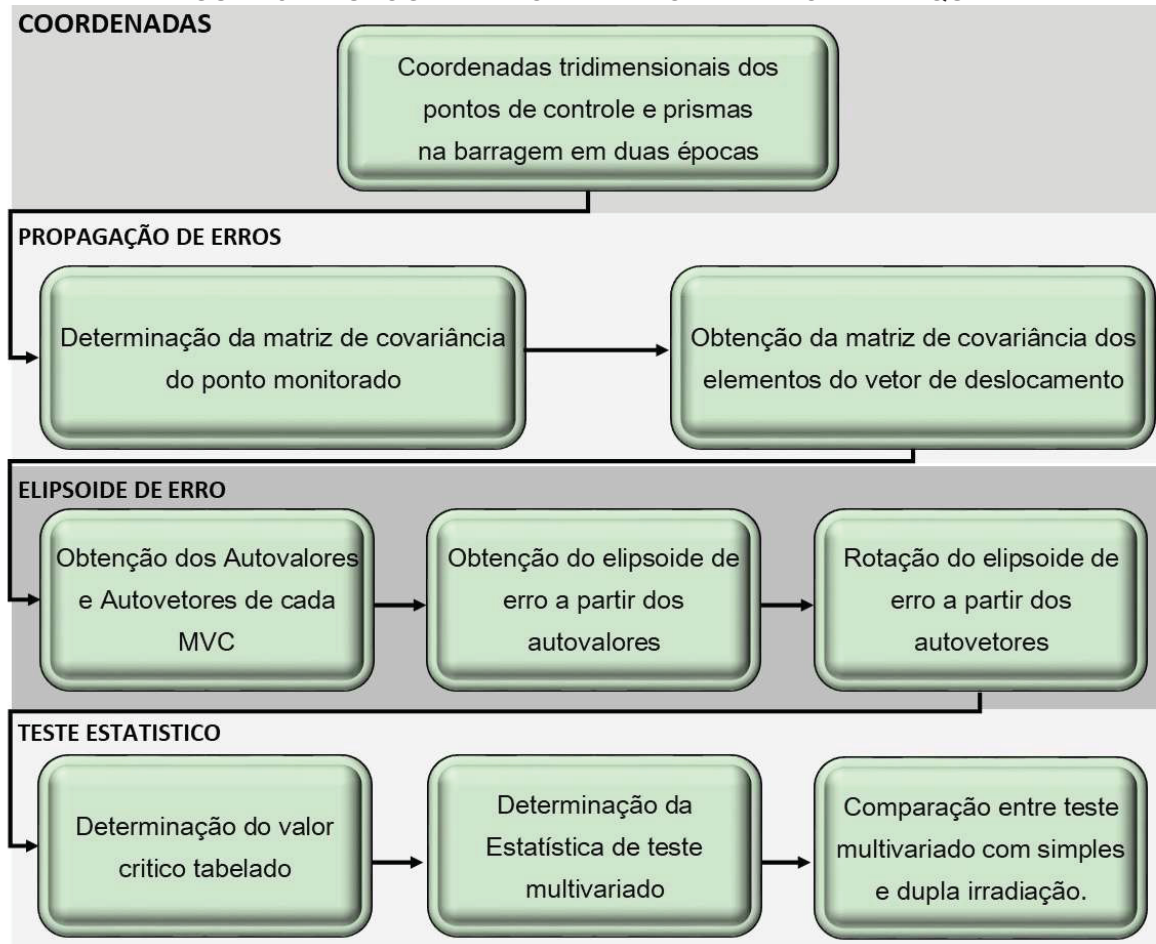 COORDENADAS
Coordenadas tridimensionais dos
pontos de controle e prismas
na barragem em duas épocas
PROPAGAÇÃO DE ERROS
Determinação da matriz de covariância
do ponto monitorado
Obtenção da matriz de covariância dos
elementos do vetor de deslocamento
ELIPSOIDE DE ERRO
Obtenção dos Autovalores
e Autovetores de cada
MVC
Obtenção do elipsoide de
erro a partir dos
autovalores
Rotação do elipsoide de
erro a partir dos
autovetores
TESTE ESTATISTICO
Determinação do valor
critico tabelado
Determinação da
Estatística de teste
multivariado
Comparação entre teste
multivariado com simples
e dupla irradiação.